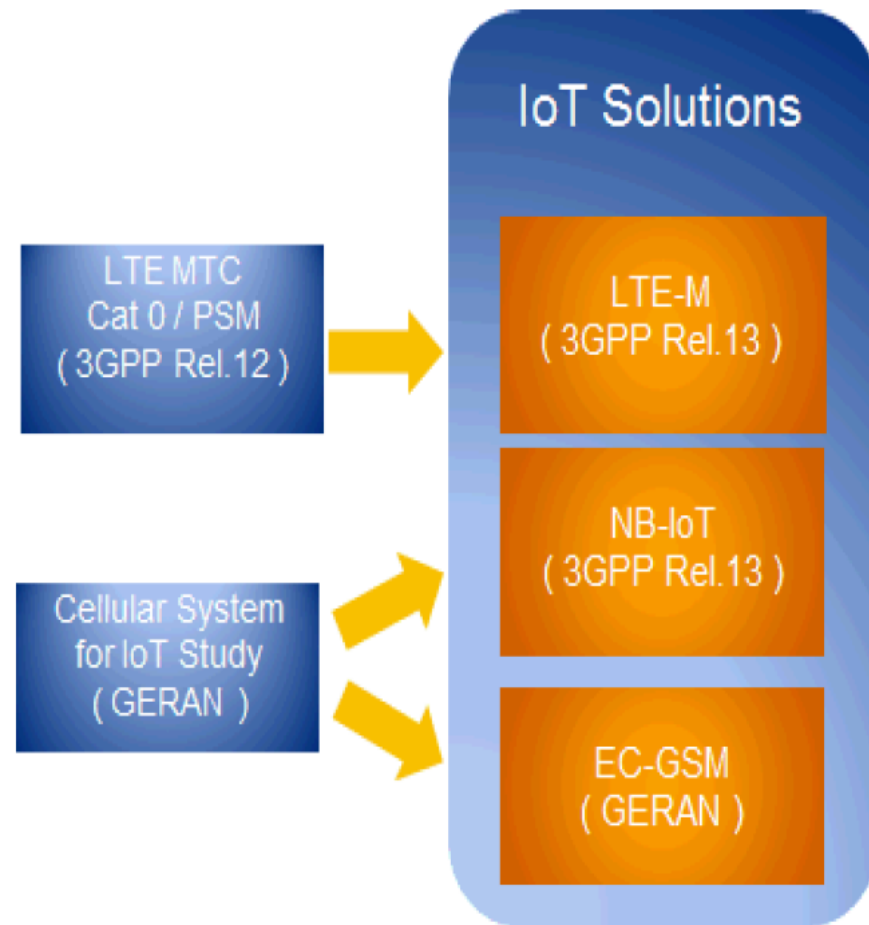 IoT Solutions
LTE MTC
Cat 0 / PSM
( 3GPP Rel.12 )
LTE-M
( 3GPP Rel.13 )
NB-IoT
( 3GPP Rel.13 )
Cellular System
for IoT Study
( GERAN )
EC-GSM
( GERAN )